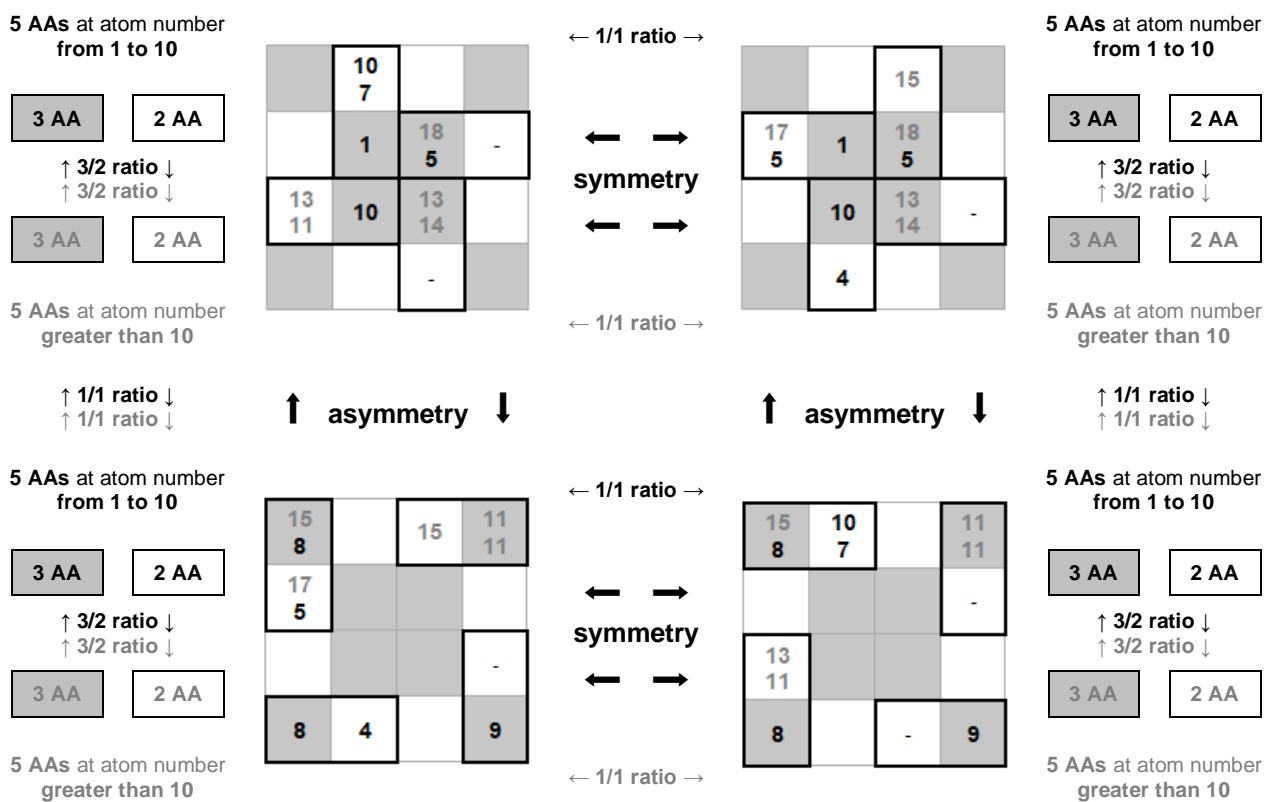 5 AAs at atom number
from 1 to 10
← 1/1 ratio →
5 AAs at atom number
from 1 to 10
3 AA 2 AA
↑ 3/2 ratio ↓
↑ 3/2 ratio ↓
3 AA 2 AA
5 AAs at atom number
greater than 10
10
7
1
18
5
-
13
11
10
13
14
-
symmetry
← 1/1 ratio →
15
17
5
1
18
5
10
13
14
-
4
3 AA 2 AA
↑ 3/2 ratio ↓
↑ 3/2 ratio ↓
3 AA 2 AA
5 AAs at atom number
greater than 10
↑ 1/1 ratio ↓
↑ 1/1 ratio ↓
asymmetry
asymmetry
↑ 1/1 ratio ↓
↑ 1/1 ratio ↓
5 AAs at atom number
from 1 to 10
← 1/1 ratio →
5 AAs at atom number
from 1 to 10
3 AA 2 AA
↑ 3/2 ratio ↓
↑ 3/2 ratio ↓
3 AA 2 AA
5 AAs at atom number
greater than 10
15
8
15
11
11
17
5
-
8
4
9
symmetry
← 1/1 ratio →
15
8
10
7
11
11
-
13
11
8
-
9
3 AA 2 AA
↑ 3/2 ratio ↓
↑ 3/2 ratio ↓
3 AA 2 AA
5 AAs at atom number
greater than 10